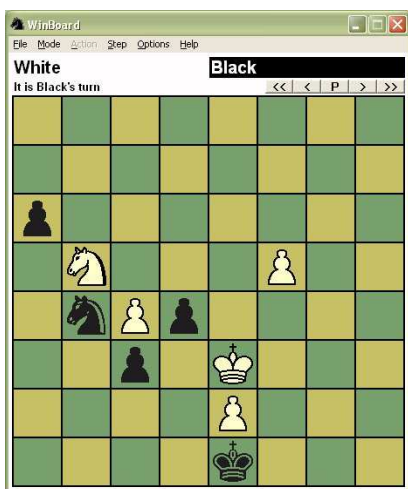 WinBoard
File Mode Action Step Options Help
White Black
It is Black's turn << < P > >>